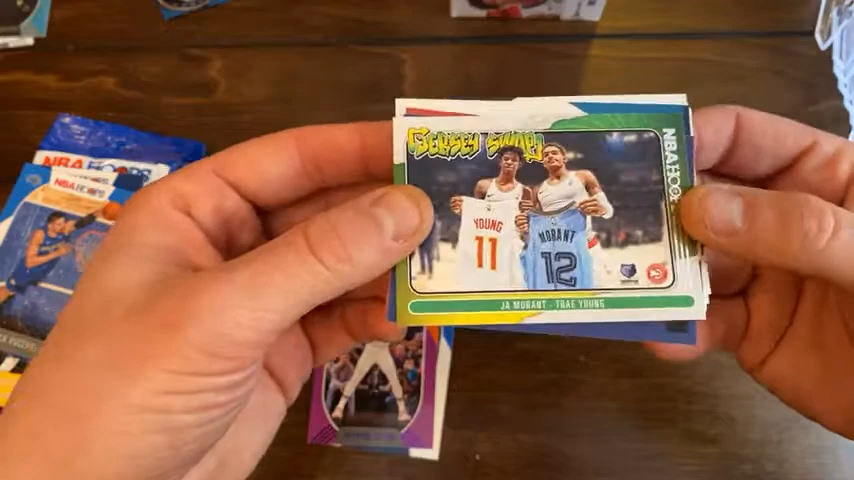 JERSEY SWAP!
NBA HOOPS
YOUNG
11
MORANT
12
JA MORANT - TRAE YOUNG
NBA HOOPS
NBA HOOPS